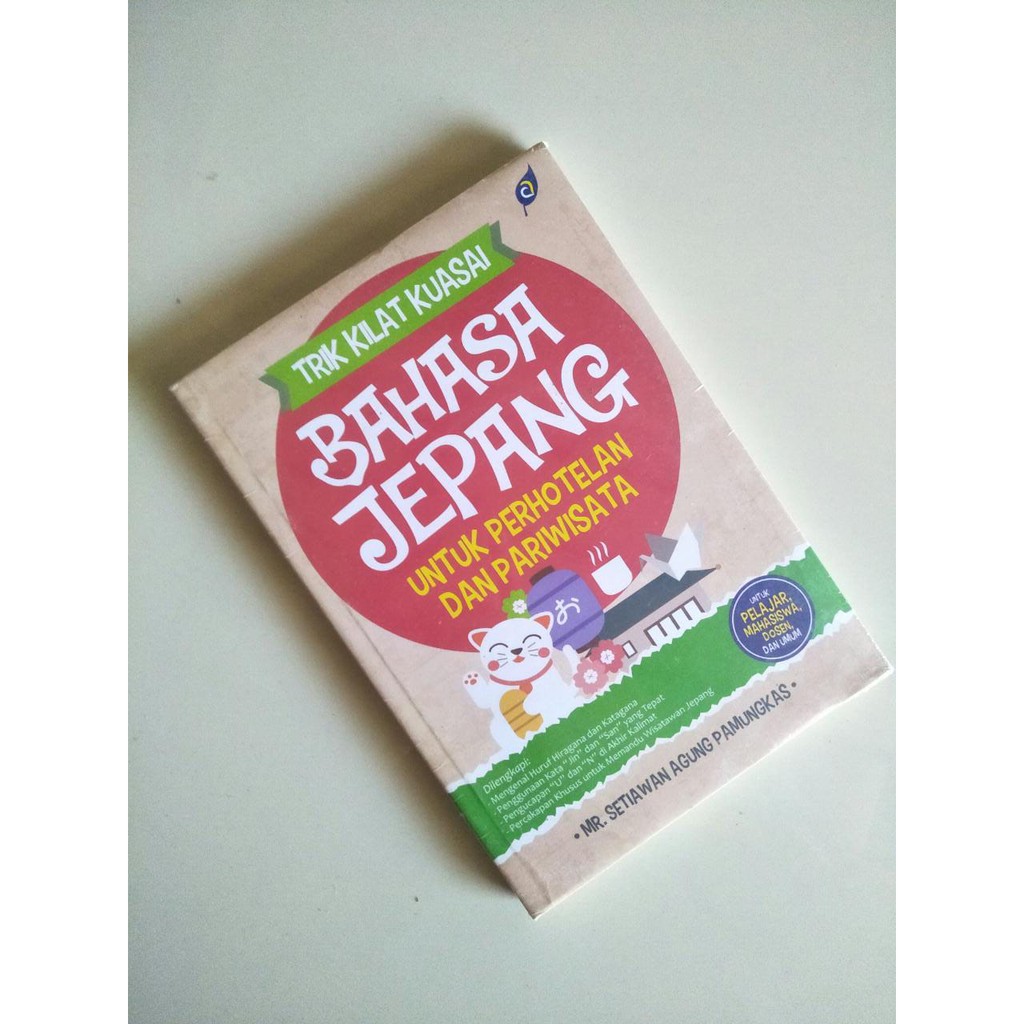 a
TRIK KILAT KUASAI
BAHASA
JEPANG
UNTUK PERHOTELAN
DAN PARIWISATA
お
UNTUK
PELAJAR,
MAHASISWA,
DOSEN,
DAN UMUM
Dilengkapi:
- Mengenal Huruf Hiragana dan Katagana
- Penggunaan Kata "Jin" dan "San" yang Tepat
- Pengucapan "U" dan "N" di Akhir Kalimat
- Percakapan Khusus untuk Memandu Wisatawan Jepang
• MR. SETIAWAN AGUNG PAMUNGKAS •